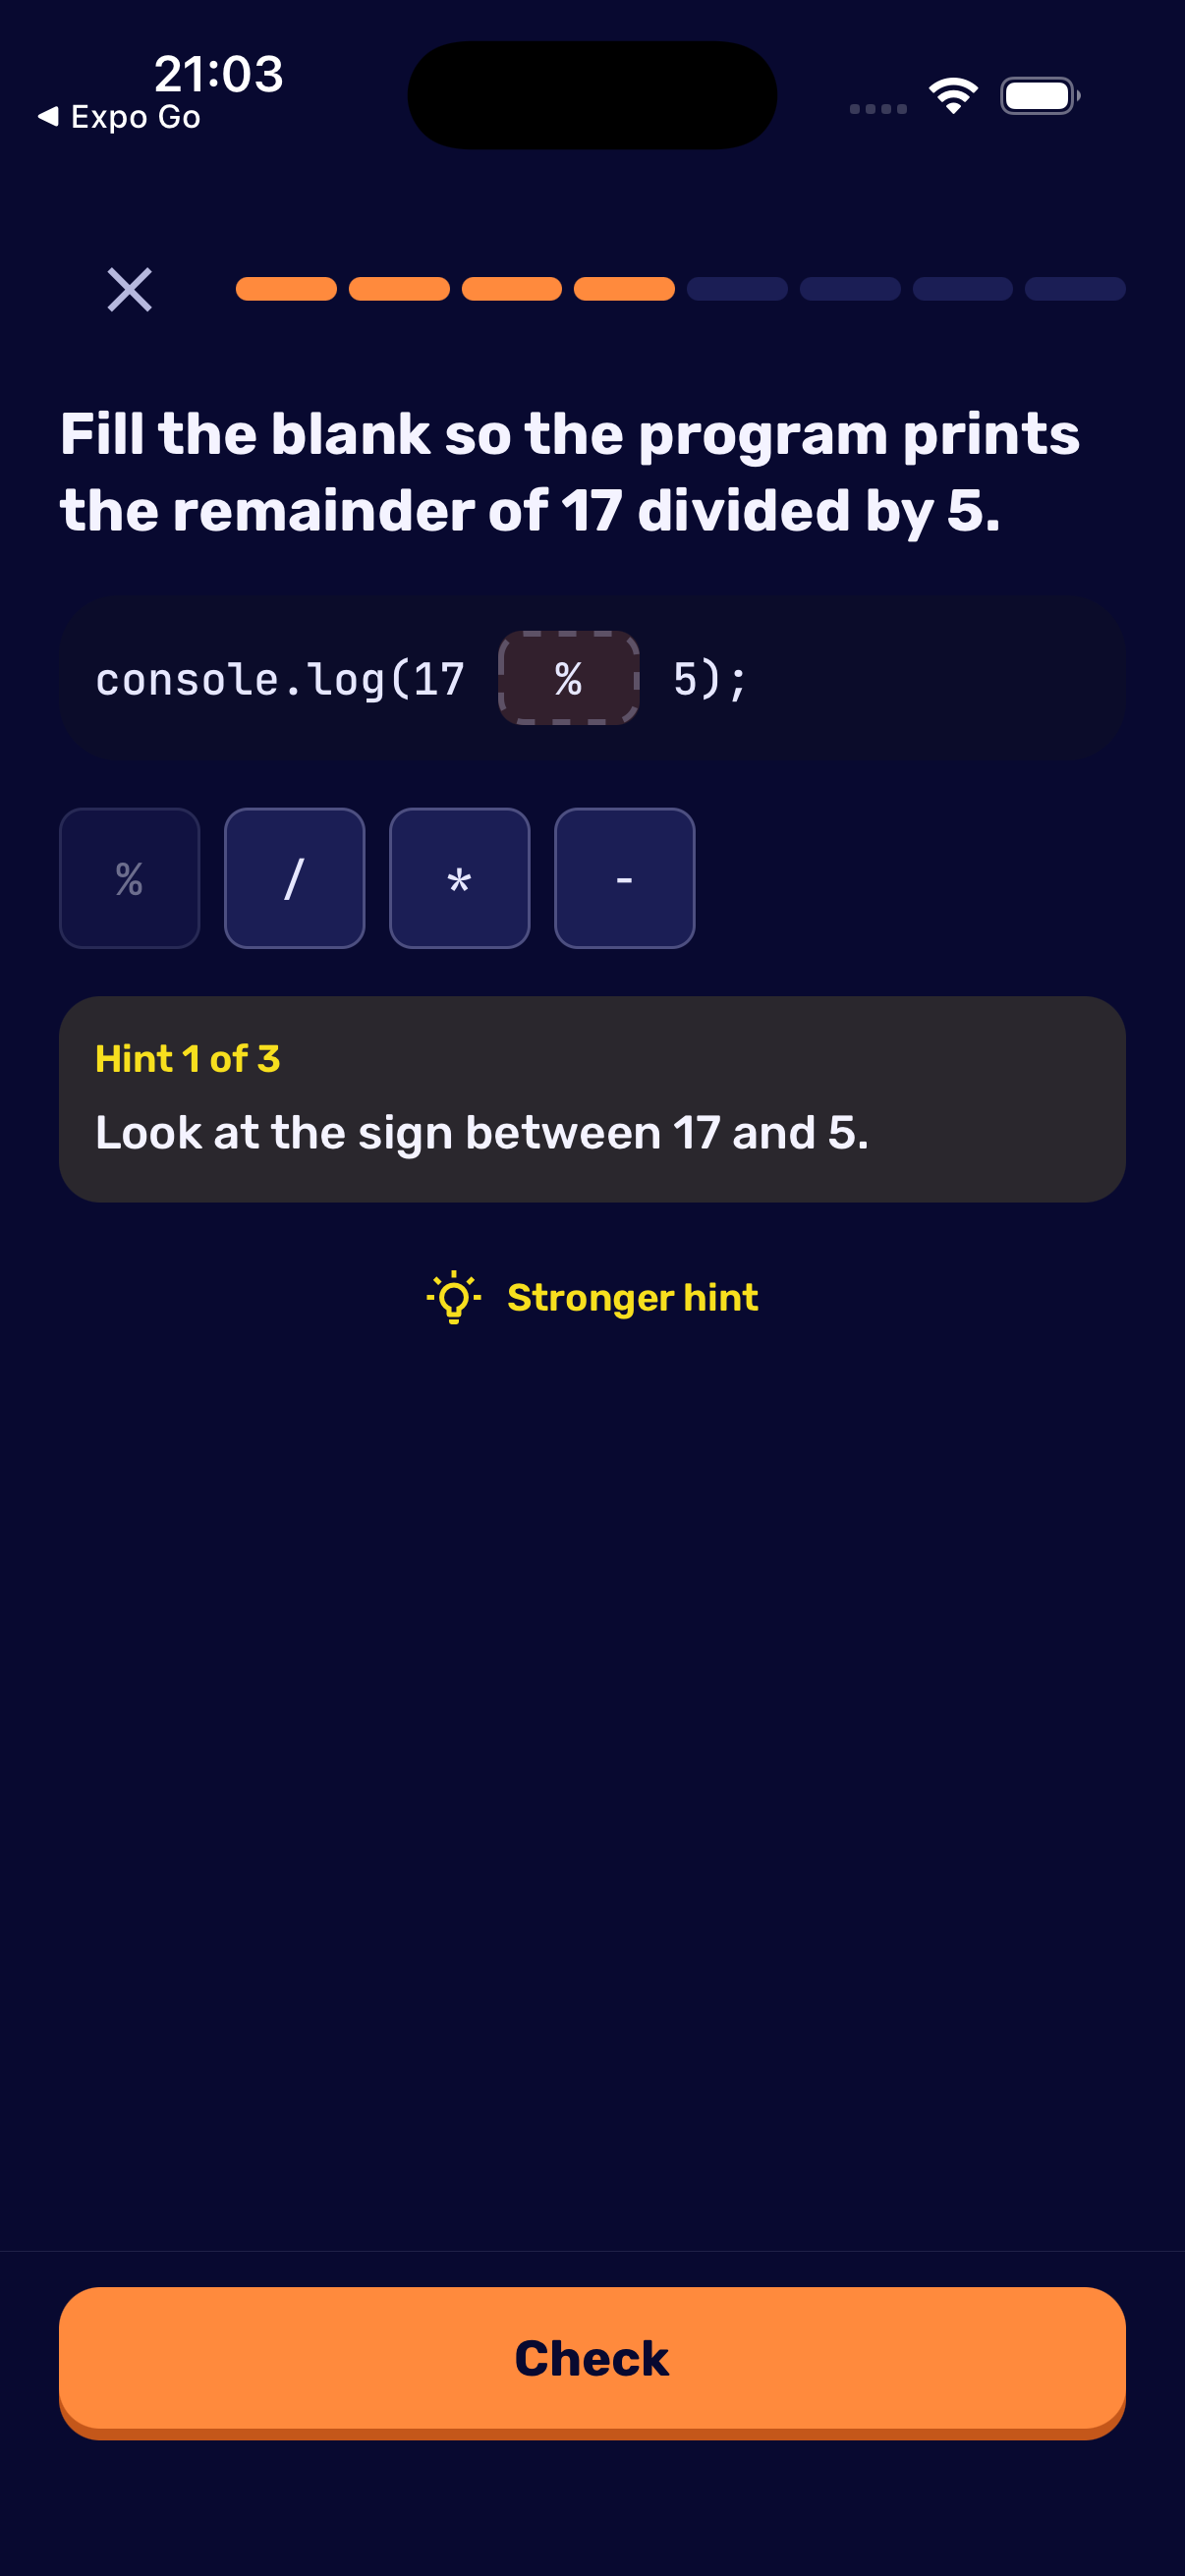 21:03
Expo Go
Fill the blank so the program prints
the remainder of 17 divided by 5.
console.log(17 % 5);
% / * -
Hint 1 of 3
Look at the sign between 17 and 5.
Stronger hint
Check